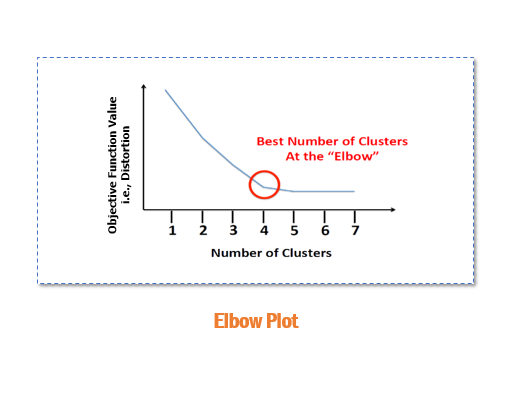 Objective Function Value
i.e., Distortion
Best Number of Clusters
At the “Elbow”
1 2 3 4 5 6 7
Number of Clusters
Elbow Plot